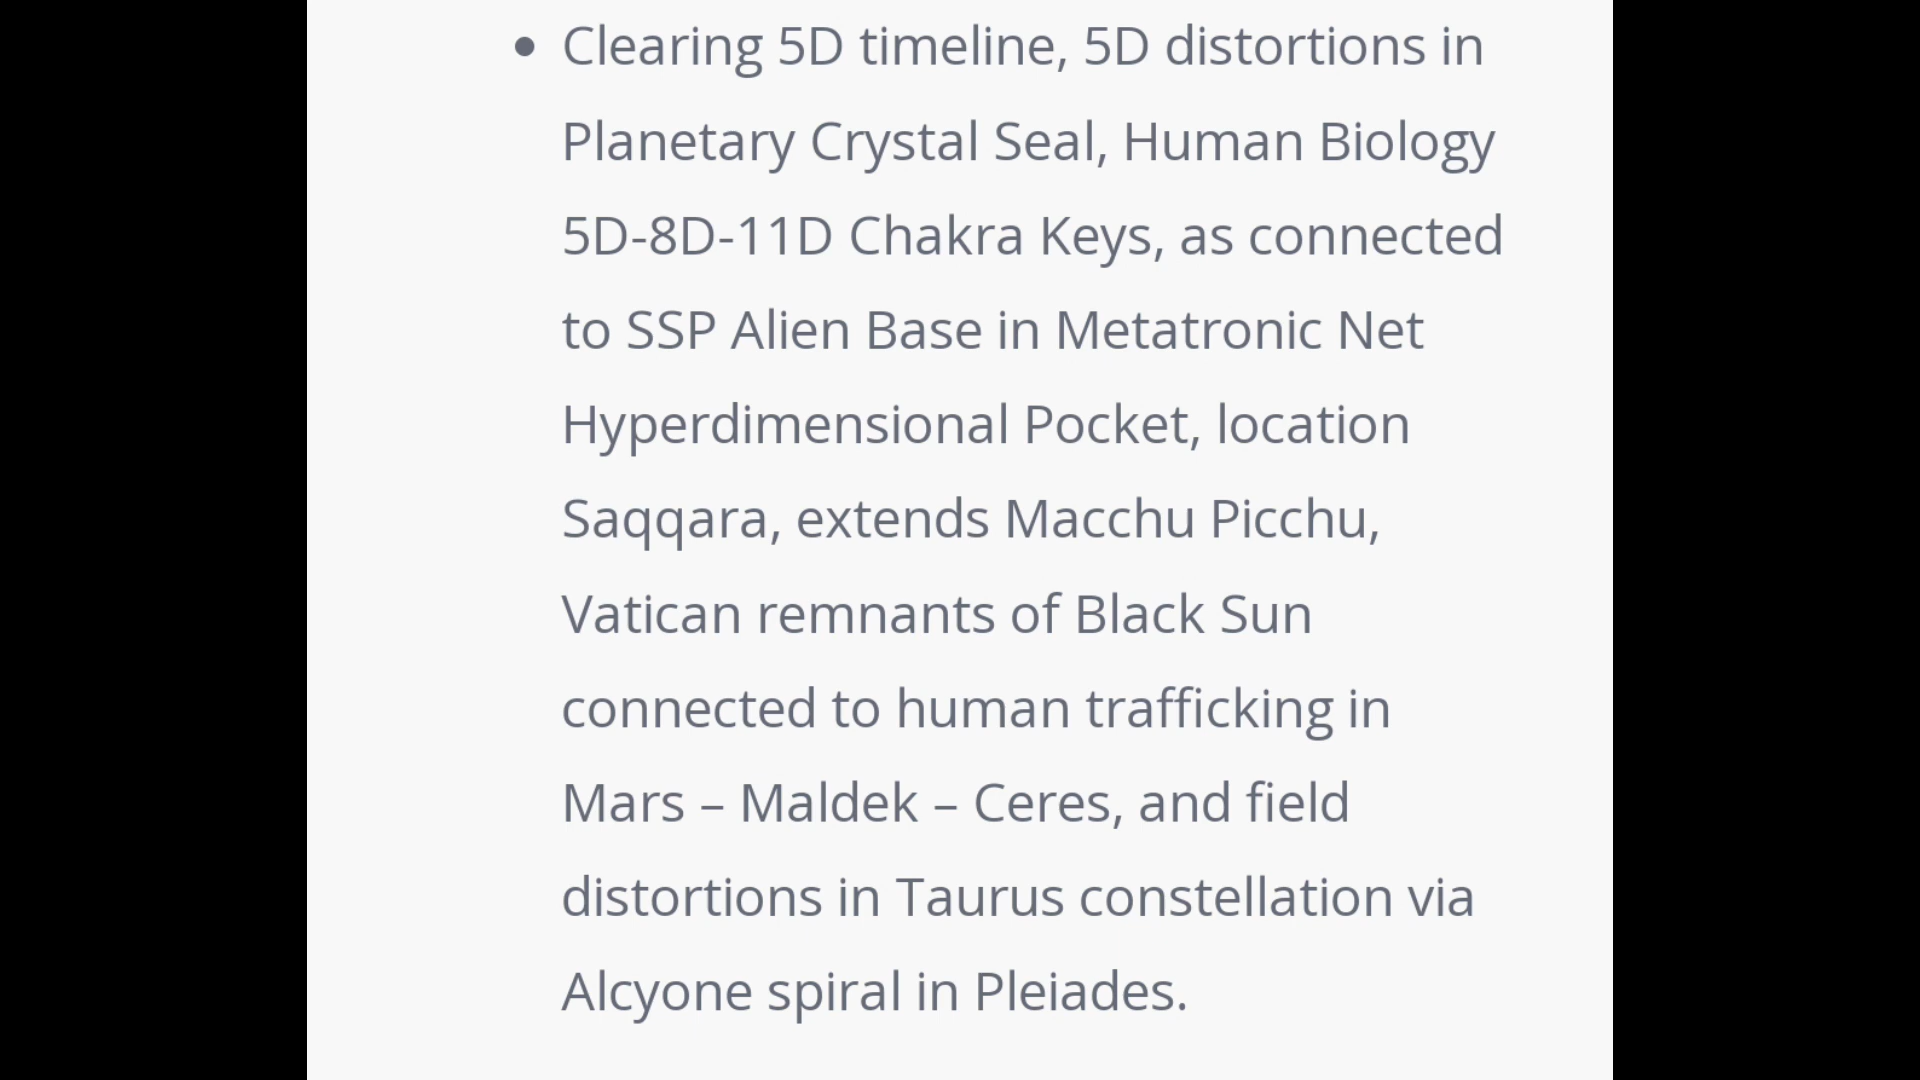 • Clearing 5D timeline, 5D distortions in
Planetary Crystal Seal, Human Biology
5D-8D-11D Chakra Keys, as connected
to SSP Alien Base in Metatronic Net
Hyperdimensional Pocket, location
Saqqara, extends Macchu Picchu,
Vatican remnants of Black Sun
connected to human trafficking in
Mars – Maldek – Ceres, and field
distortions in Taurus constellation via
Alcyone spiral in Pleiades.